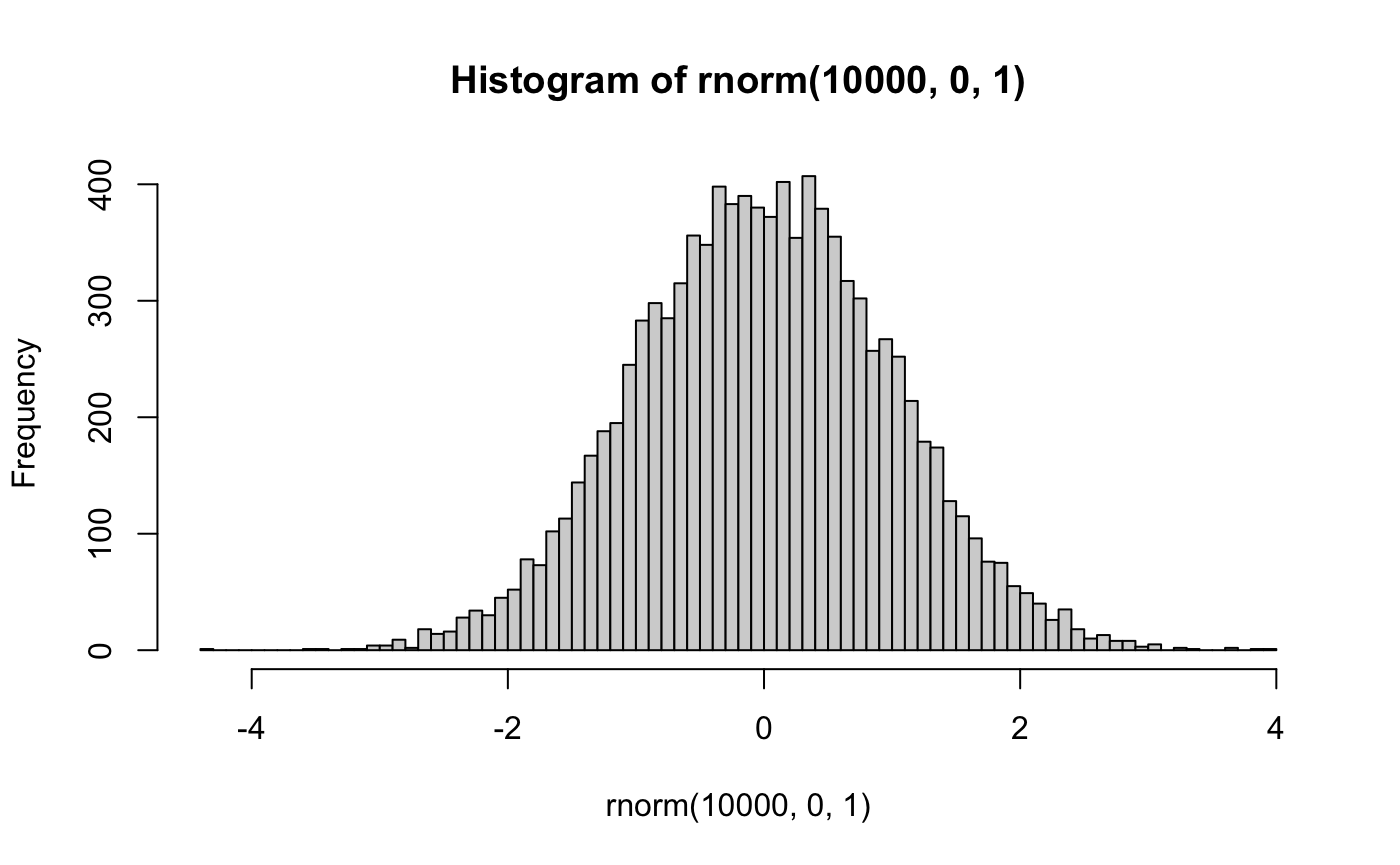 Histogram of rnorm(10000, 0, 1)
Frequency
400
300
200
100
0
-4 -2 0 2 4
rnorm(10000, 0, 1)